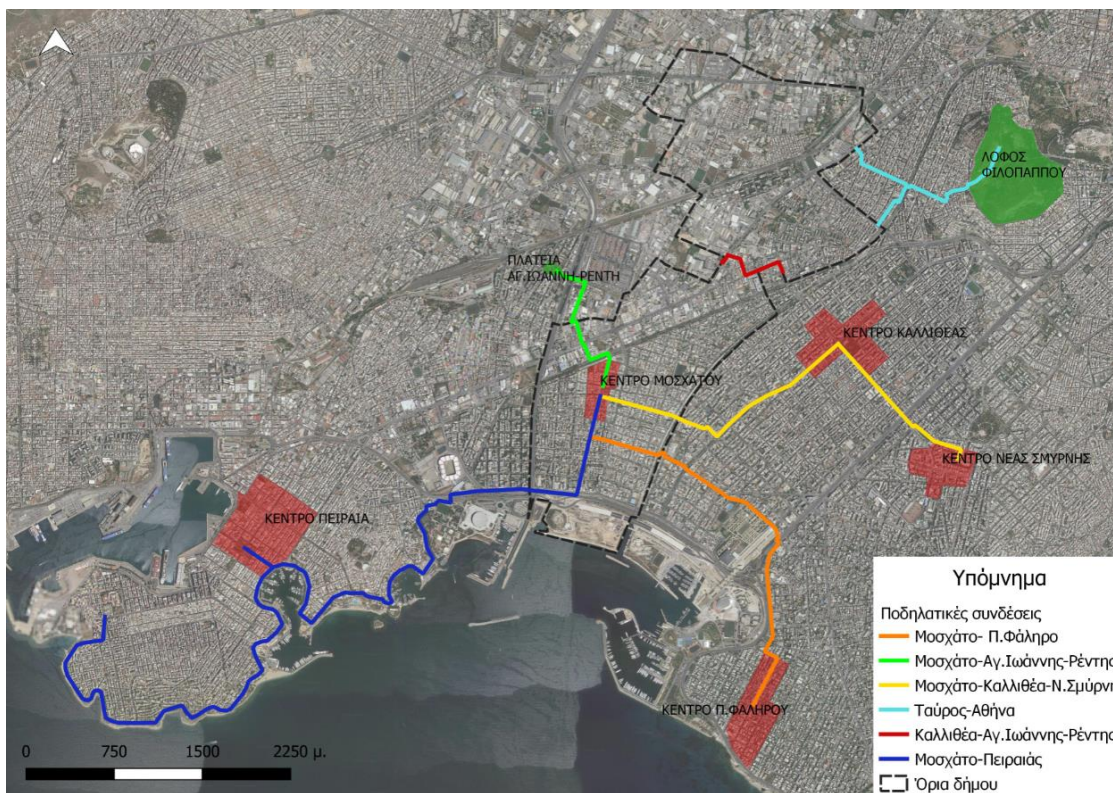 ΛΟΦΟΣ
ΦΙΛΟΠΑΠΠΟΥ
ΠΛΑΤΕΙΑ
ΑΓ.ΙΩΑΝΝΗ-ΡΕΝΤΗ
ΚΕΝΤΡΟ ΚΑΛΛΙΘΕΑΣ
ΚΕΝΤΡΟ ΜΟΣΧΑΤΟΥ
ΚΕΝΤΡΟ ΝΕΑΣ ΣΜΥΡΝΗΣ
ΚΕΝΤΡΟ ΠΕΙΡΑΙΑ
ΚΕΝΤΡΟ Π.ΦΑΛΗΡΟΥ
0 750 1500 2250 μ.
Υπόμνημα
Ποδηλατικές συνδέσεις
Μοσχάτο- Π.Φάληρο
Μοσχάτο-Αγ.Ιωάννης-Ρέντης
Μοσχάτο-Καλλιθέα-Ν.Σμύρνη
Ταύρος-Αθήνα
Καλλιθέα-Αγ.Ιωάννης-Ρέντης
Μοσχάτο-Πειραιάς
Όρια δήμου